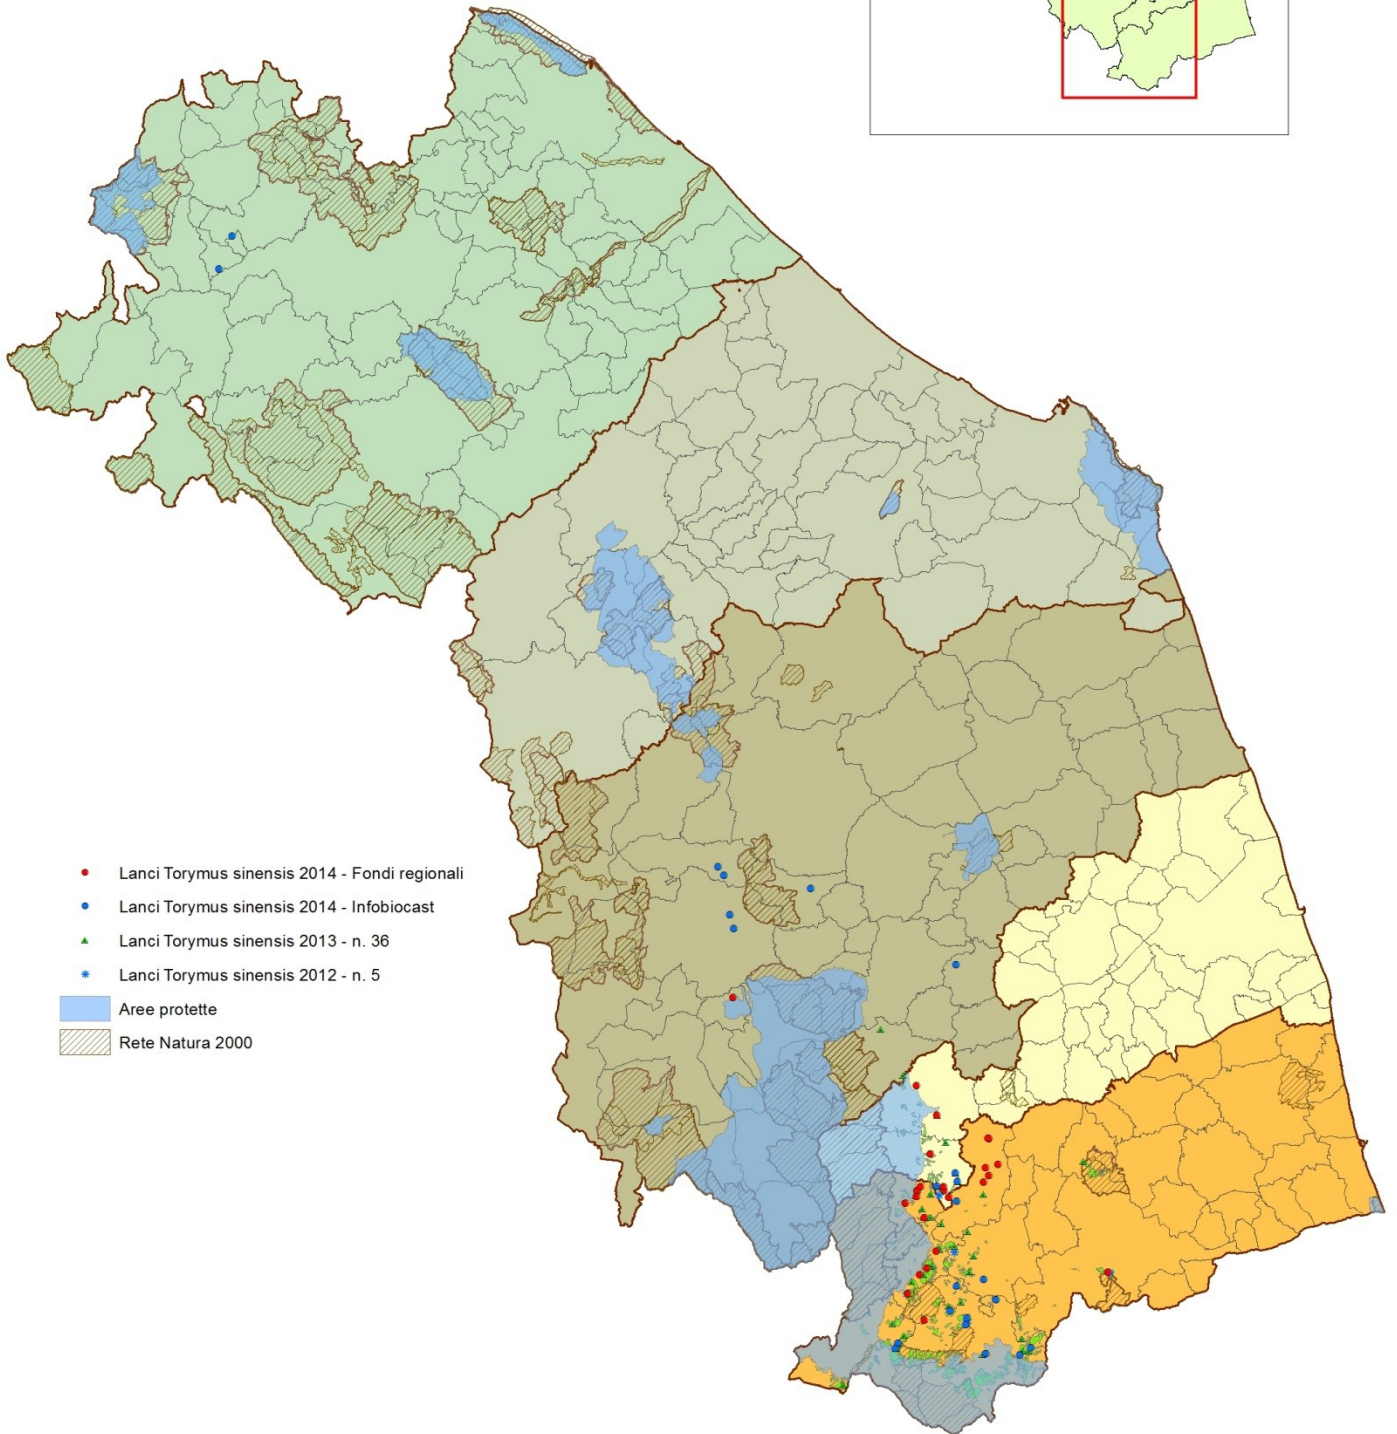 Lanci Torymus sinensis 2014 - Fondi regionali
Lanci Torymus sinensis 2014 - Infobiocast
Lanci Torymus sinensis 2013 - n. 36
Lanci Torymus sinensis 2012 - n. 5
Aree protette
Rete Natura 2000